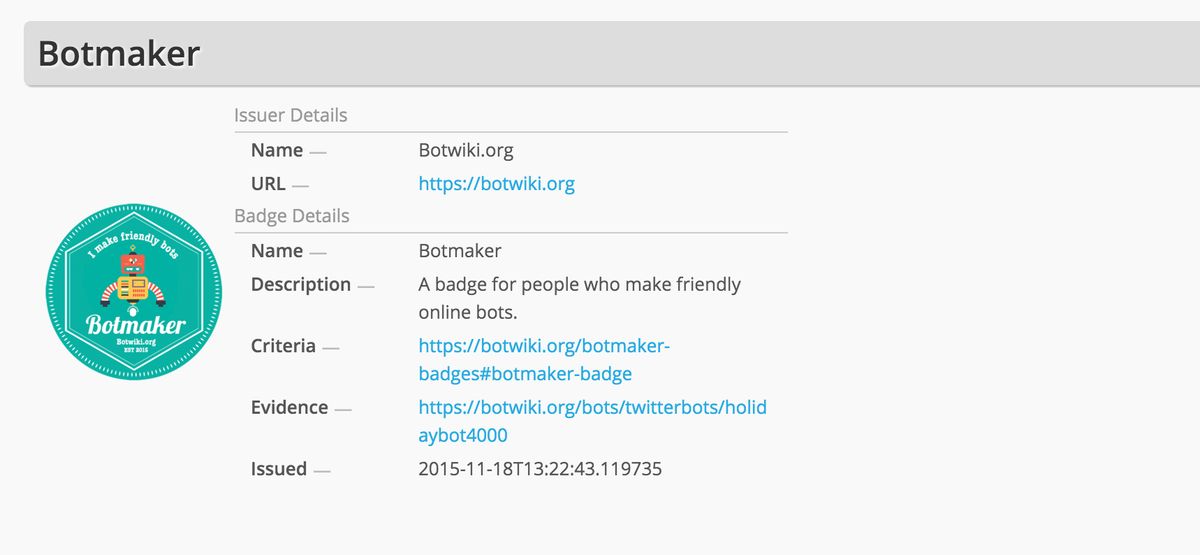 Botmaker
Issuer Details
Name — Botwiki.org
URL — https://botwiki.org
Badge Details
Name — Botmaker
Description — A badge for people who make friendly
online bots.
Criteria — https://botwiki.org/botmaker-
badges#botmaker-badge
Evidence — https://botwiki.org/bots/twitterbots/holid
aybot4000
Issued — 2015-11-18T13:22:43.119735
I make friendly bots
Botmaker
Botwiki.org
EST 2015